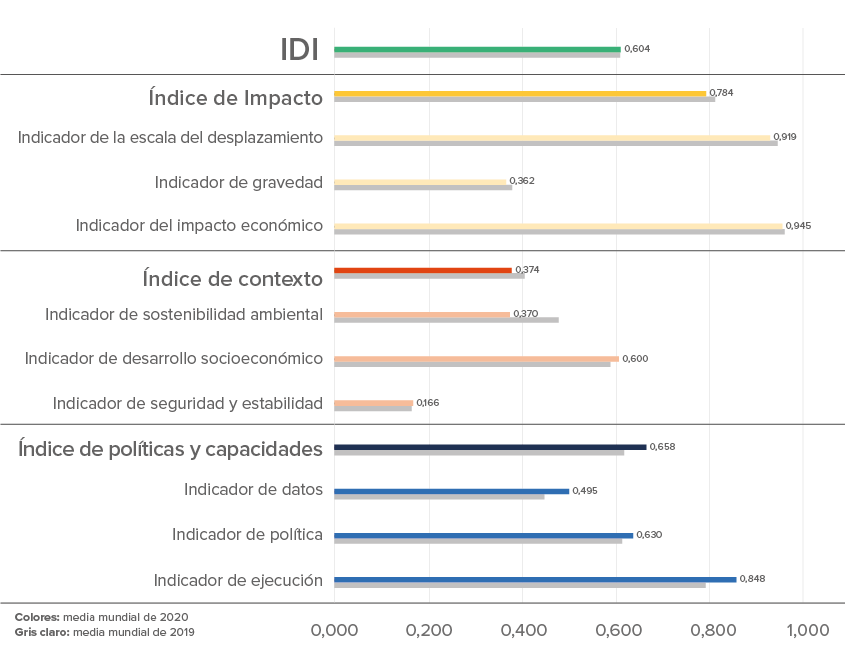 IDI 0,604
Índice de Impacto 0,784
Indicador de la escala del desplazamiento 0,919
Indicador de gravedad 0,362
Indicador del impacto económico 0,945
Índice de contexto 0,374
Indicador de sostenibilidad ambiental 0,370
Indicador de desarrollo socioeconómico 0,600
Indicador de seguridad y estabilidad 0,166
Índice de políticas y capacidades 0,658
Indicador de datos 0,495
Indicador de política 0,630
Indicador de ejecución 0,848
Colores: media mundial de 2020
Gris claro: media mundial de 2019
0,000 0,200 0,400 0,600 0,800 1,000